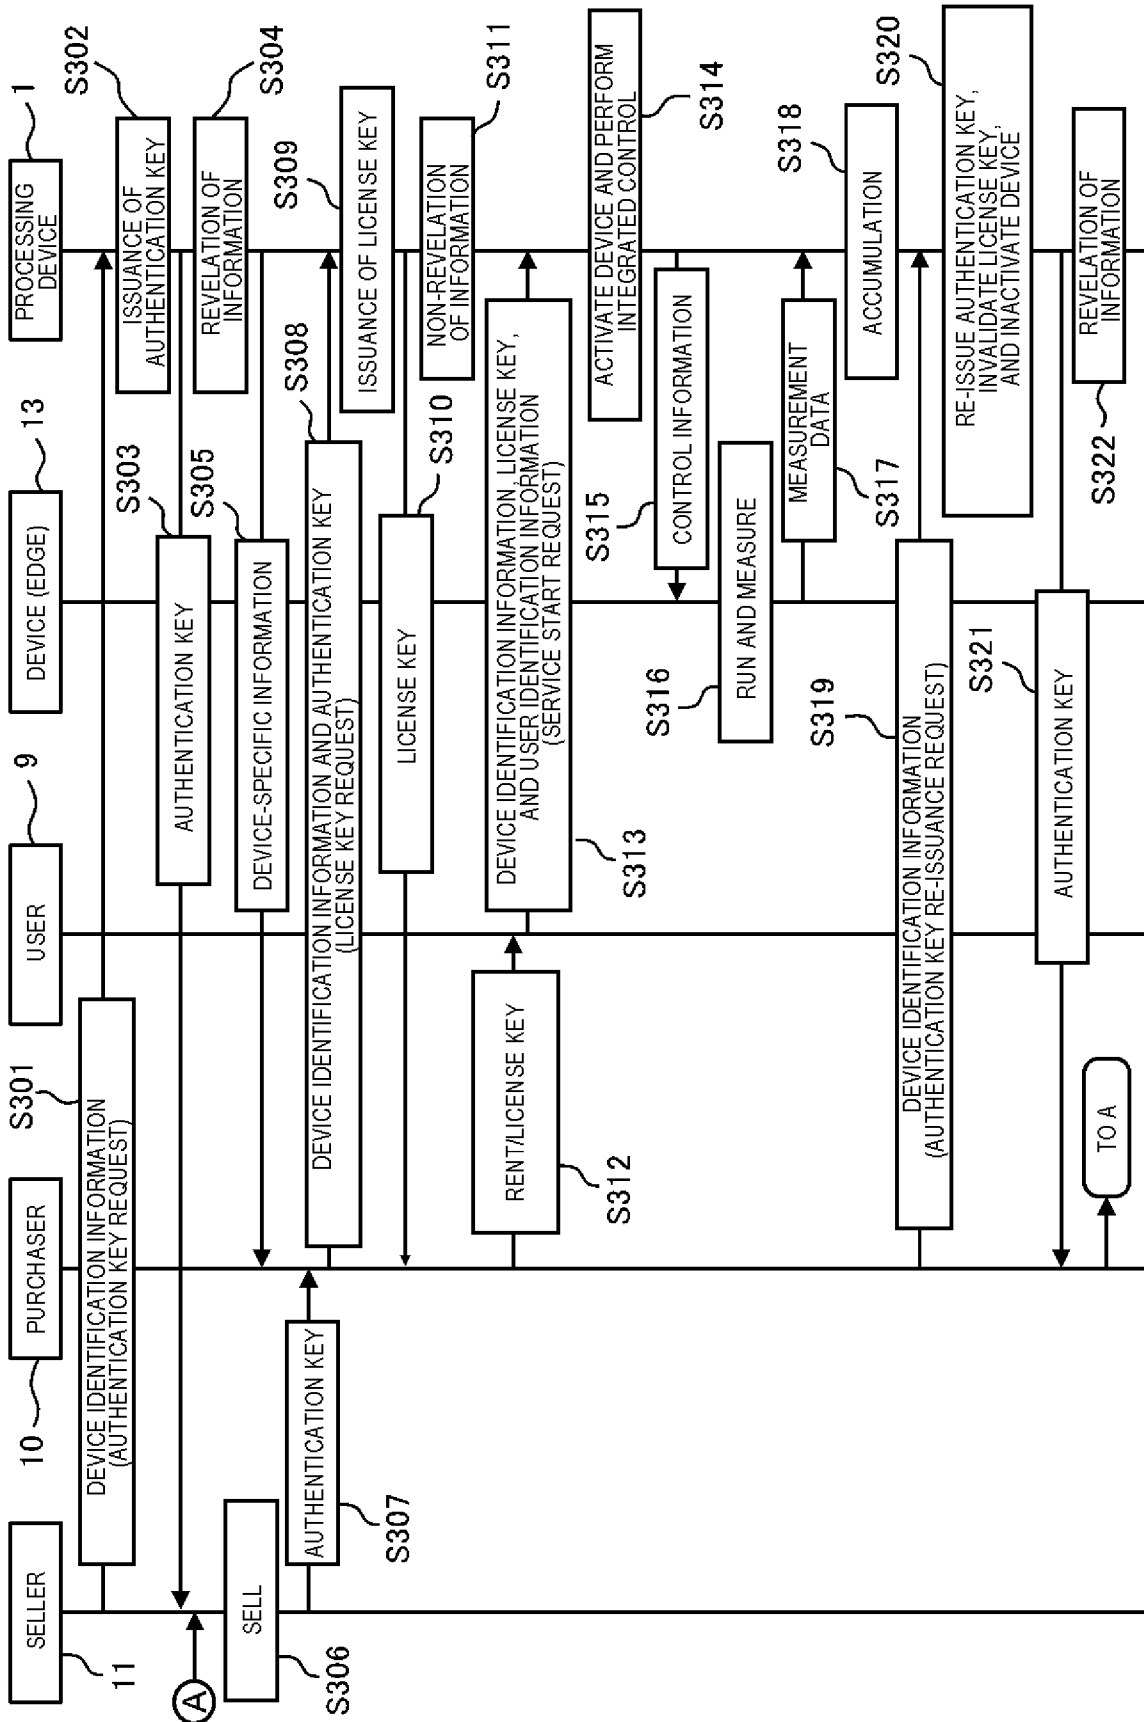 SELLER
11
PURCHASER
10
USER
9
DEVICE (EDGE)
13
PROCESSING
DEVICE
1
S301
DEVICE IDENTIFICATION INFORMATION
(AUTHENTICATION KEY REQUEST)
ISSUANCE OF
AUTHENTICATION KEY
S302
AUTHENTICATION KEY
S303
A
REVELATION OF
INFORMATION
S304
DEVICE-SPECIFIC INFORMATION
S305
SELL
S306
AUTHENTICATION KEY
S307
DEVICE IDENTIFICATION INFORMATION AND AUTHENTICATION KEY
(LICENSE KEY REQUEST)
S308
ISSUANCE OF LICENSE KEY
S309
LICENSE KEY
S310
NON-REVELATION
OF INFORMATION
S311
RENT/LICENSE KEY
S312
DEVICE IDENTIFICATION INFORMATION, LICENSE KEY,
AND USER IDENTIFICATION INFORMATION
(SERVICE START REQUEST)
S313
ACTIVATE DEVICE AND PERFORM
INTEGRATED CONTROL
S314
CONTROL INFORMATION
S315
RUN AND MEASURE
S316
MEASUREMENT
DATA
S317
ACCUMULATION
S318
DEVICE IDENTIFICATION INFORMATION
(AUTHENTICATION KEY RE-ISSUANCE REQUEST)
S319
RE-ISSUE AUTHENTICATION KEY,
INVALIDATE LICENSE KEY,
AND INACTIVATE DEVICE
S320
AUTHENTICATION KEY
S321
REVELATION OF
INFORMATION
S322
TO A